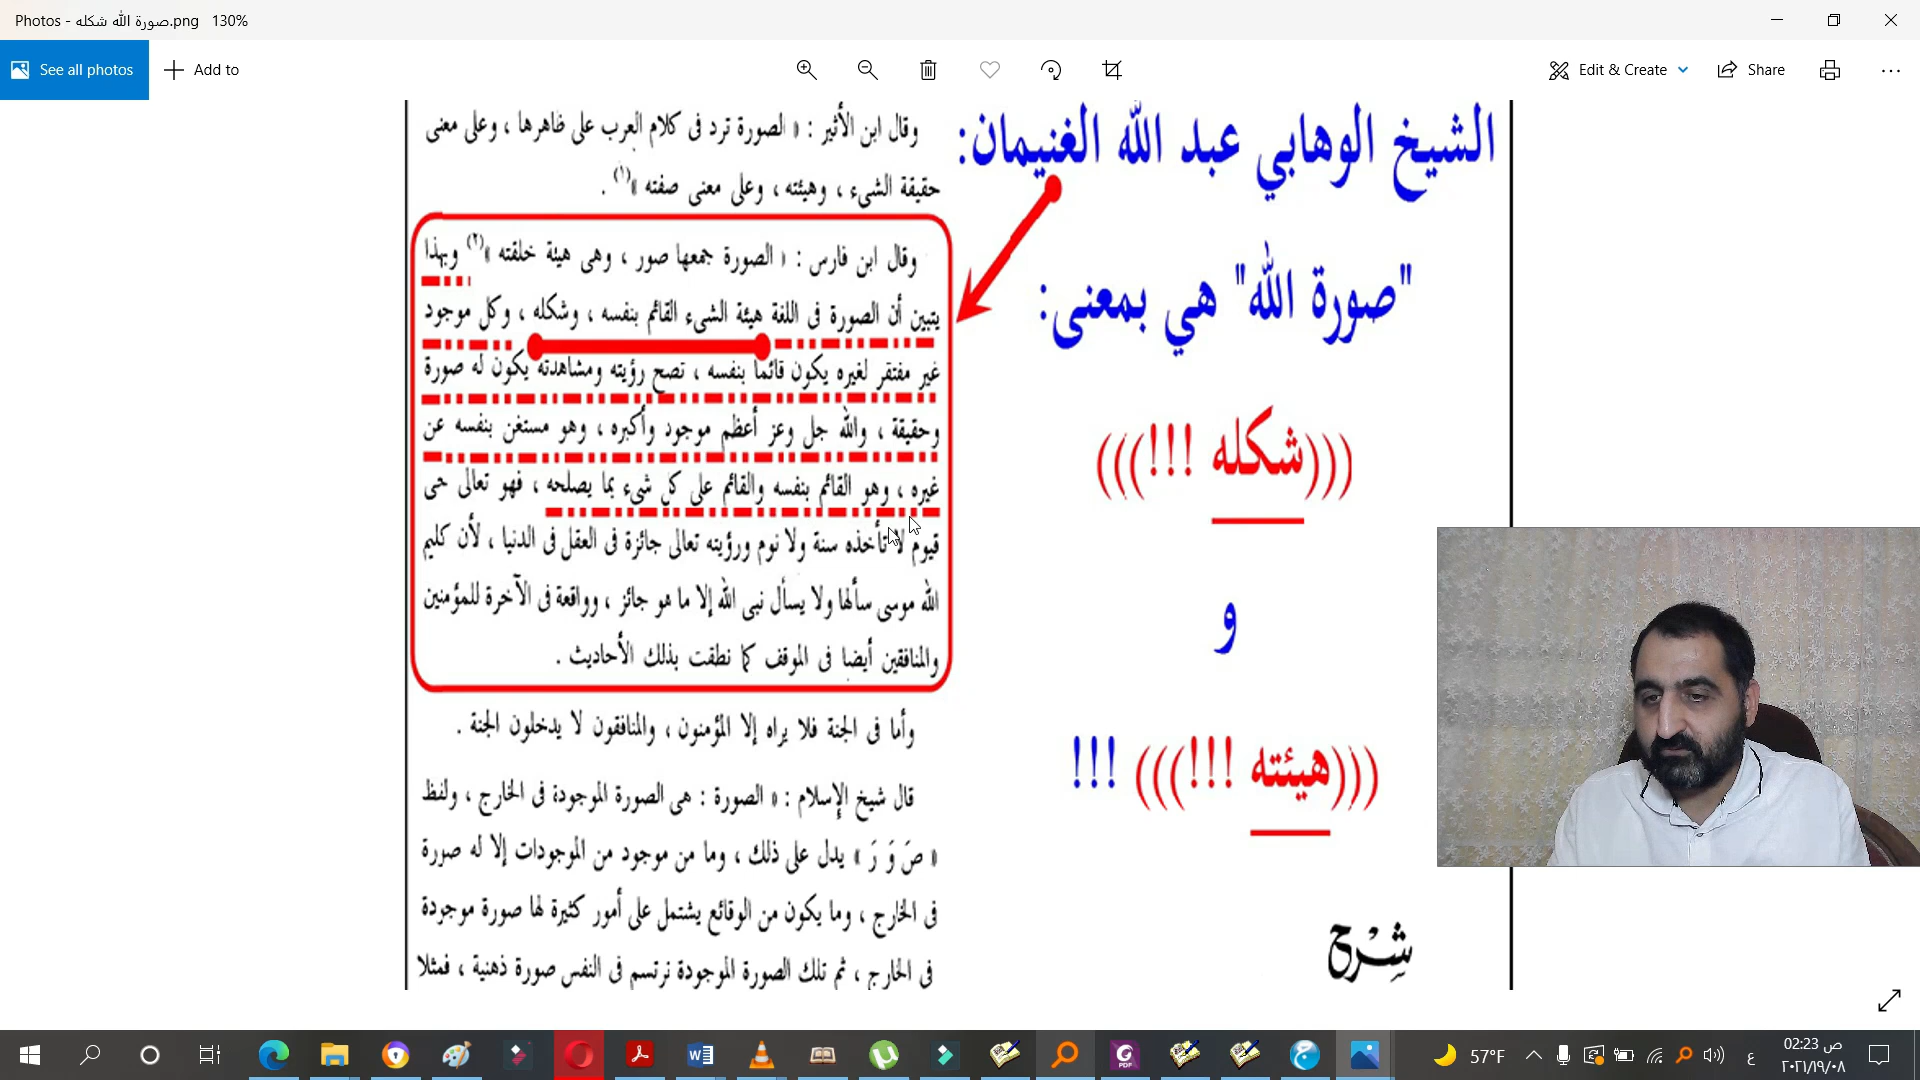 Photos - صورة الله شكله.png 130%
See all photos
Add to
Edit & Create
Share
الشيخ الوهابي عبد الله الغنيمان:
"صورة الله" هي بمعنى:
(((شكله !!!)))
و
(((هيئته !!!))) !!!
شرح
وقال ابن الأثير : « الصورة ترد فى كلام العرب على ظاهرها ، وعلى معنى
حقيقة الشىء ، وهيئته ، وعلى معنى صفته »(١) .
وقال ابن فارس : « الصورة جمعها صور ، وهى هيئة خلقته »(٢) وبهذا
يتبين أن الصورة فى اللغة هيئة الشىء القائم بنفسه ، وشكله ، وكل موجود
غير مفتقر لغيره يكون قائما بنفسه ، تصح رؤيته ومشاهدته يكون له صورة
وحقيقة ، والله جل وعز أعظم موجود وأكبره ، وهو مستغن بنفسه عن
غيره ، وهو القائم بنفسه والقائم على كل شىء بما يصلحه ، فهو تعالى حى
قيوم لا تأخذه سنة ولا نوم ورؤيته تعالى جائزة فى العقل فى الدنيا ، لأن كليم
الله موسى سألها ولا يسأل نبى الله إلا ما هو جائز ، وواقعة فى الآخرة للمؤمنين
والمنافقين أيضا فى الموقف كما نطقت بذلك الأحاديث .
وأما فى الجنة فلا يراه إلا المؤمنون ، والمنافقون لا يدخلون الجنة .
قال شيخ الإسلام : « الصورة : هى الصورة الموجودة فى الخارج ، ولفظ
« صَ وَ رَ » يدل على ذلك ، وما من موجود من الموجودات إلا له صورة
فى الخارج ، وما يكون من الوقائع يشتمل على أمور كثيرة لها صورة موجودة
فى الخارج ، ثم تلك الصورة الموجودة ترتسم فى النفس صورة ذهنية ، فمثلا
57°F
ع
02:23 ص
٢٠٢١/١٩/٠٨